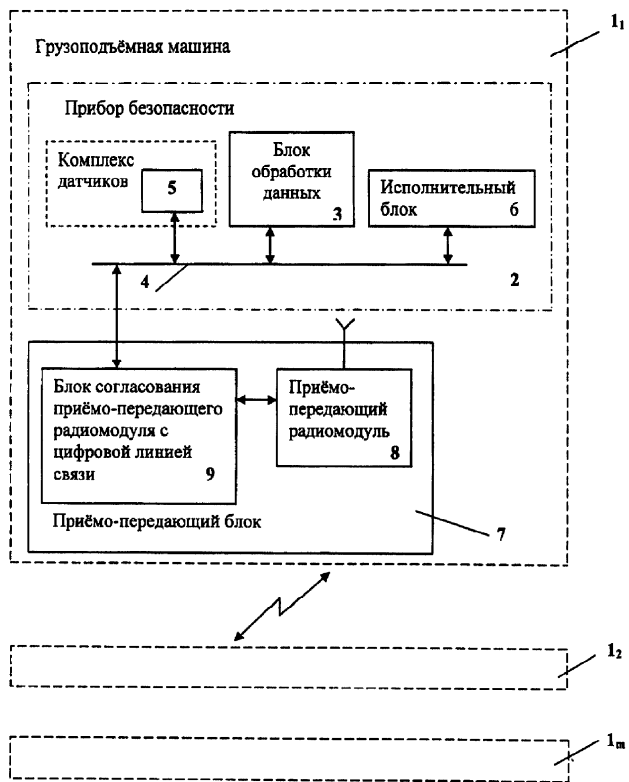 Грузоподъёмная машина
1₁
Прибор безопасности
Комплекс
датчиков
5
Блок
обработки
данных
3
Исполнительный
блок
6
4
2
Блок согласования
приёмо-передающего
радиомодуля с
цифровой линией
связи
9
Приёмо-
передающий
радиомодуль
8
Приёмо-передающий блок
7
1₂
1ₘ